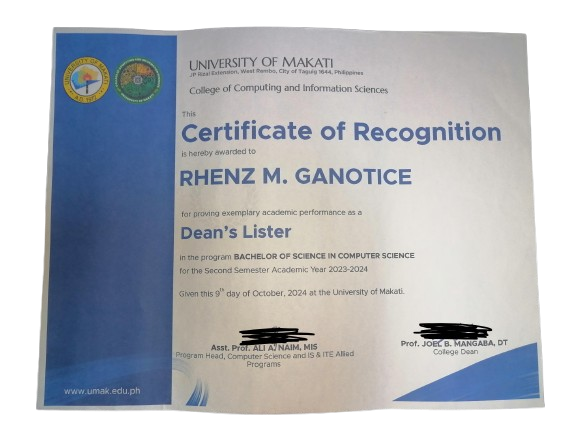 UNIVERSITY OF MAKATI
JP Rizal Extension, West Rembo, City of Taguig 1644, Philippines
College of Computing and Information Sciences
This
Certificate of Recognition
is hereby awarded to
RHENZ M. GANOTICE
for proving exemplary academic performance as a
Dean's Lister
in the program BACHELOR OF SCIENCE IN COMPUTER SCIENCE
for the Second Semester Academic Year 2023-2024
Given this 9th day of October, 2024 at the University of Makati.
Asst. Prof. ALI A. NAIM, MIS
Program Head, Computer Science and IS & ITE Allied
Programs
Prof. JOEL B. MANGABA, DT
College Dean
www.umak.edu.ph
UNIVERSITY OF MAKATI